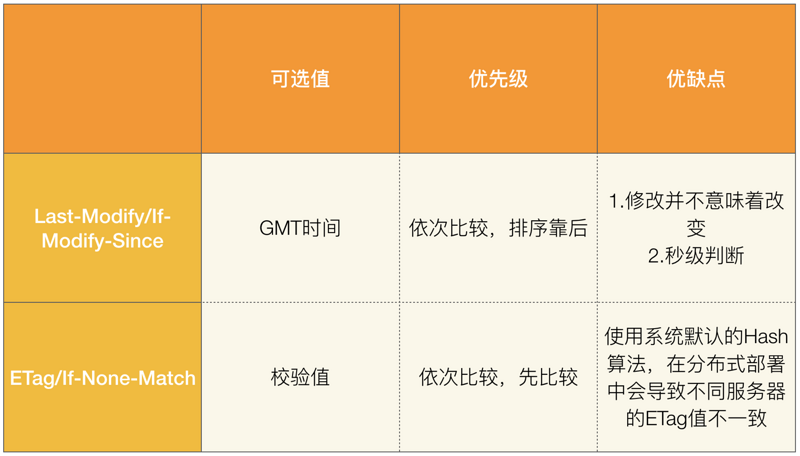 可选值
优先级
优缺点
Last-Modify/If-
Modify-Since
GMT时间
依次比较，排序靠后
1.修改并不意味着改
变
2.秒级判断
ETag/If-None-Match
校验值
依次比较，先比较
使用系统默认的Hash
算法，在分布式部署
中会导致不同服务器
的ETag值不一致